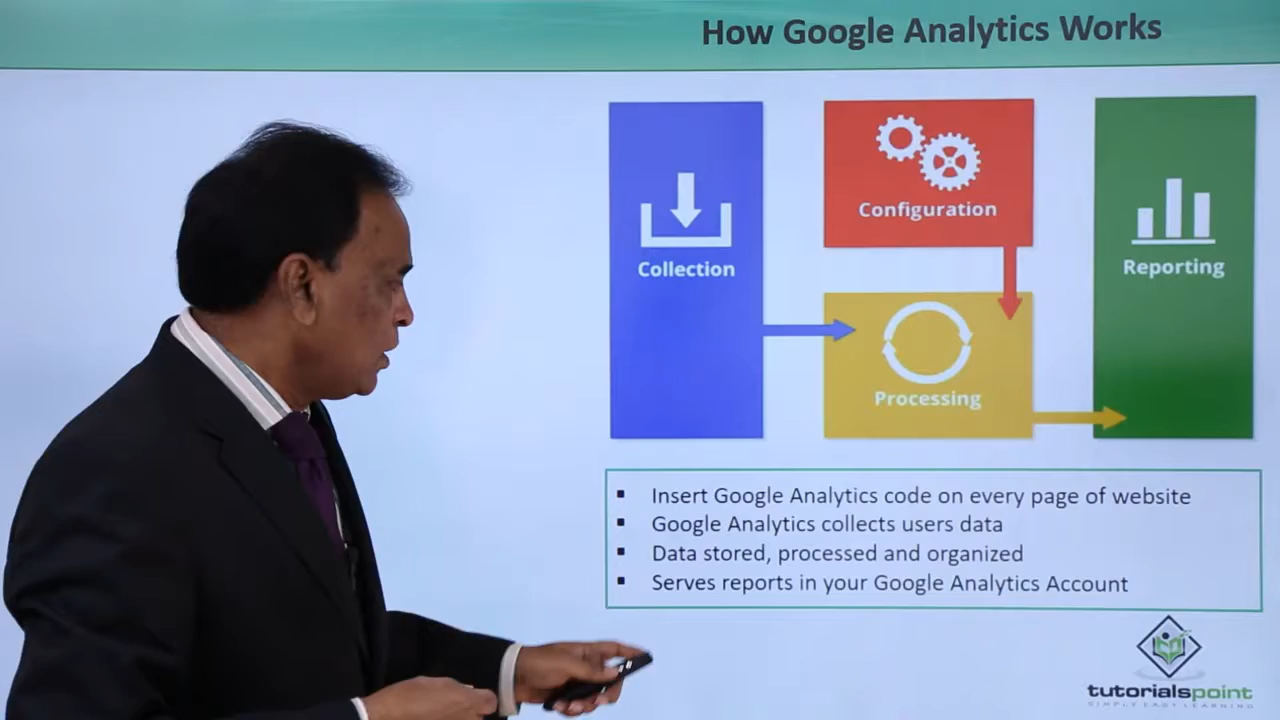 How Google Analytics Works
Collection
Configuration
Processing
Reporting
Insert Google Analytics code on every page of website
Google Analytics collects users data
Data stored, processed and organized
Serves reports in your Google Analytics Account
tutorialspoint
SIMPLY EASY LEARNING